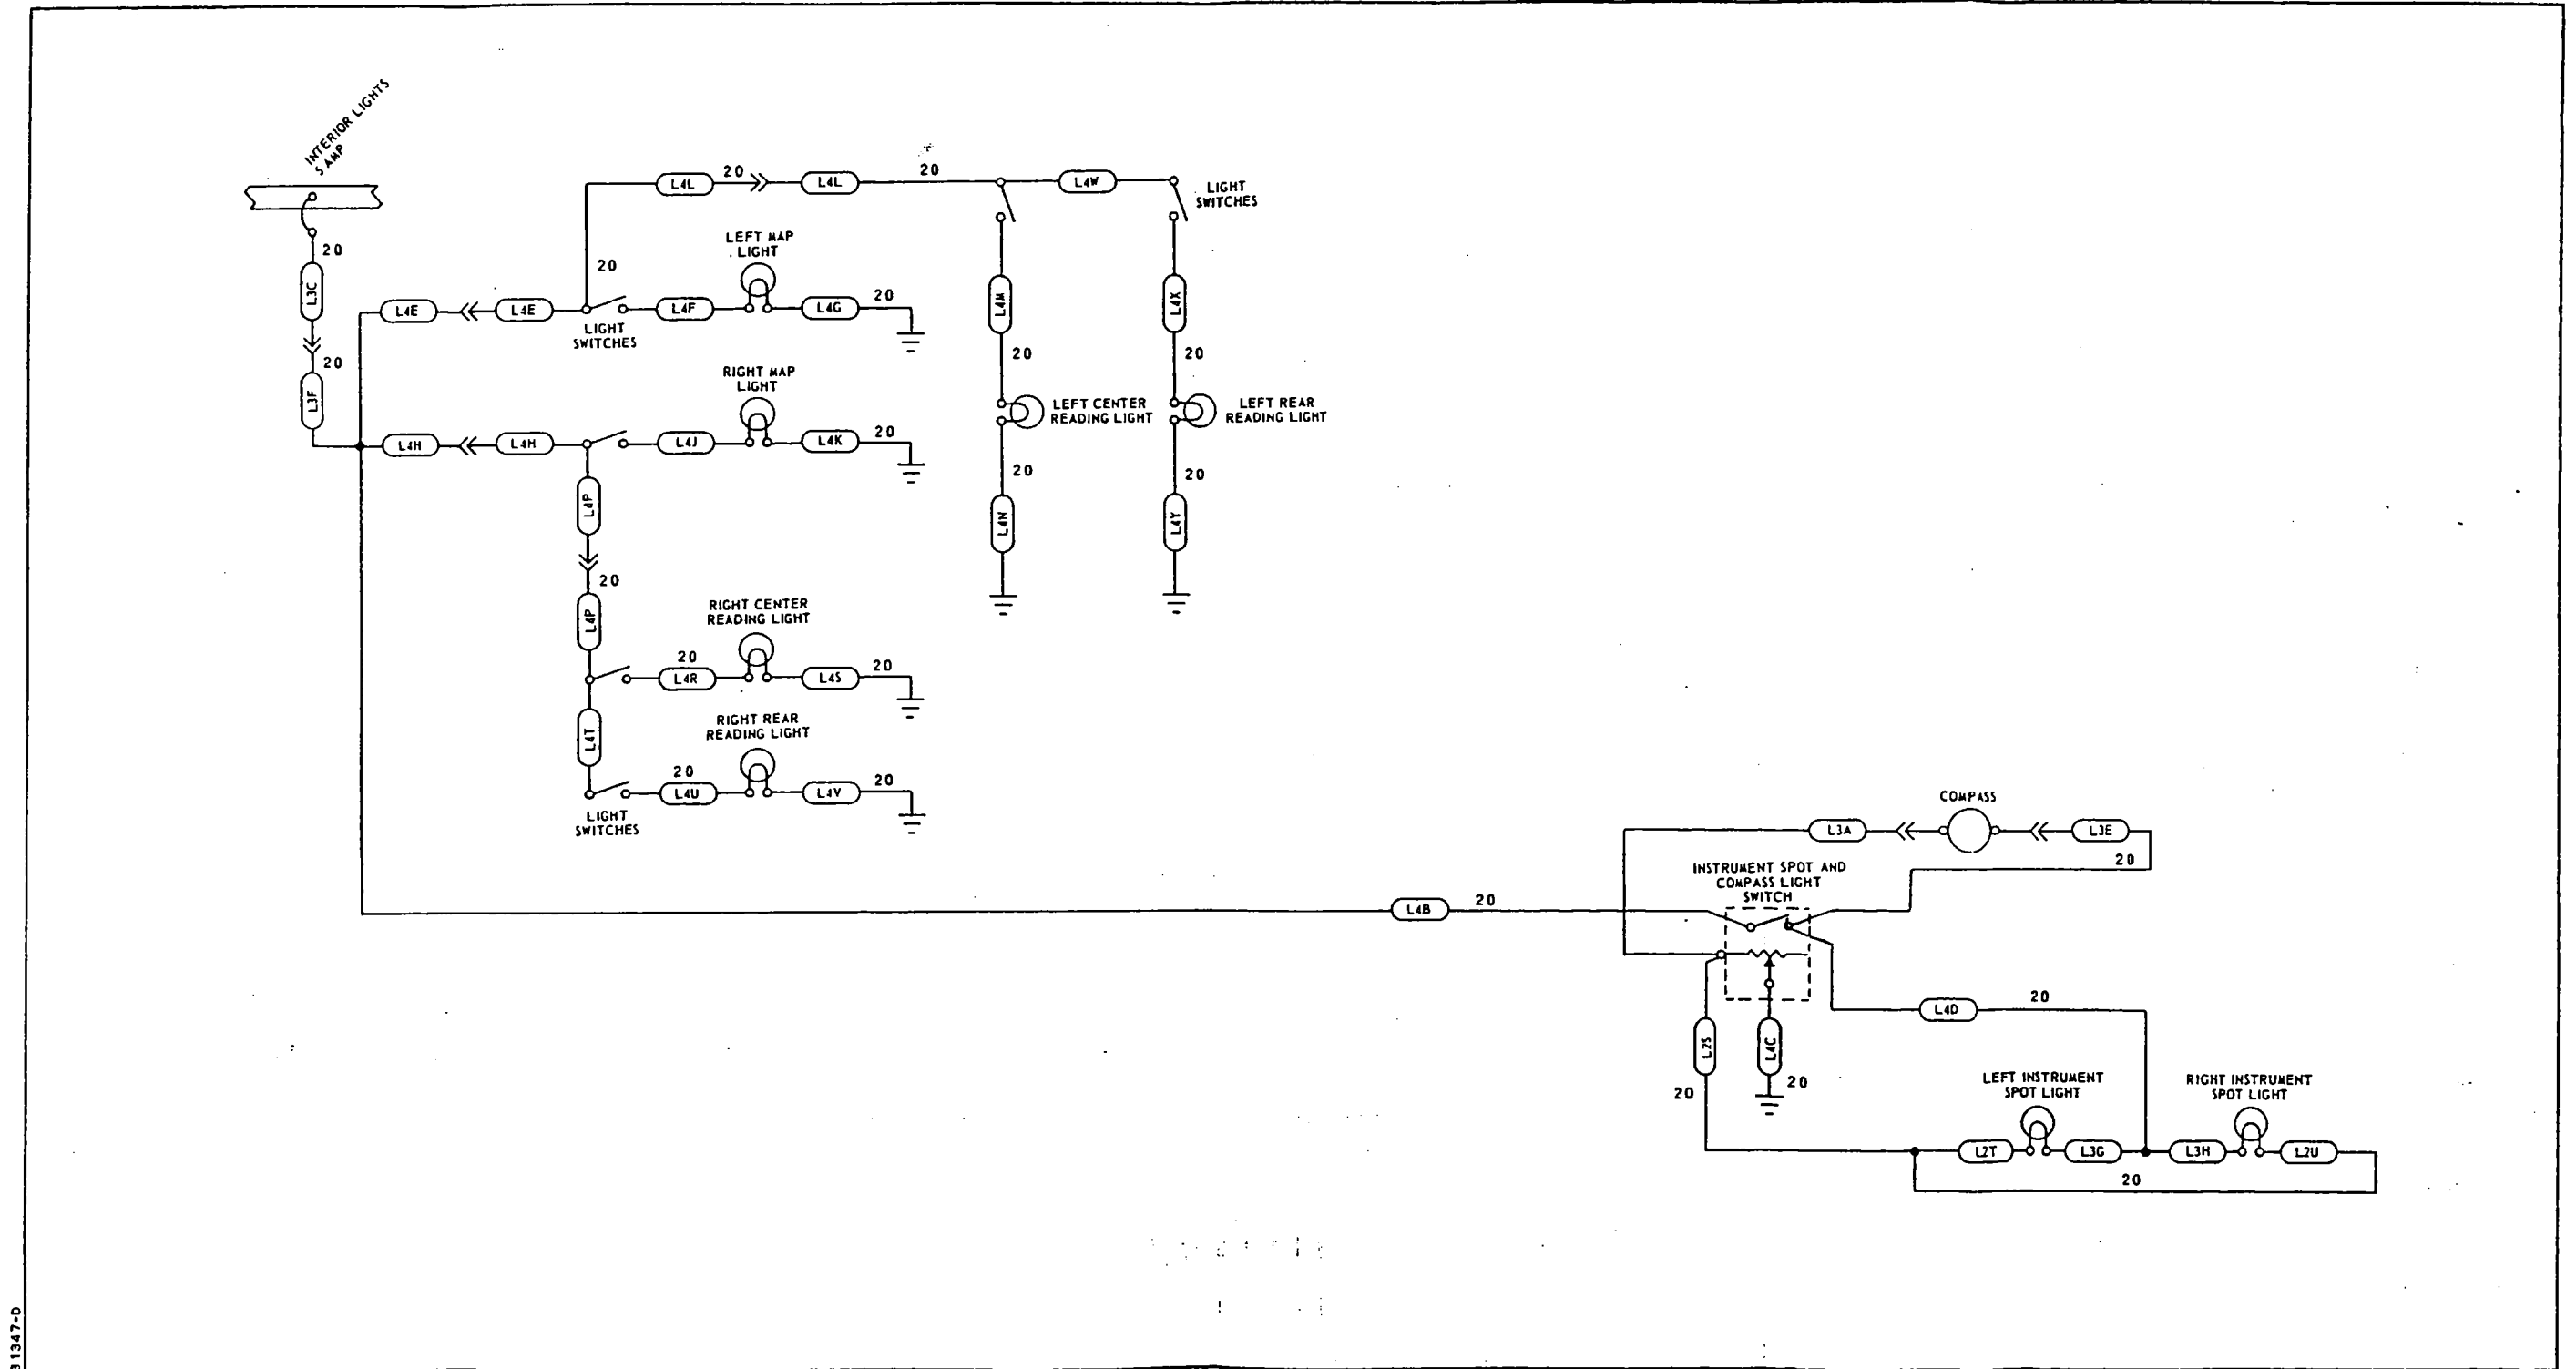 INTERIOR LIGHTS
5 AMP
20
L3C
20
L3F
L4E
L4E
20
LIGHT
SWITCHES
L4L
20
L4L
20
L4W
LIGHT
SWITCHES
LEFT MAP
LIGHT
L4F
L4G
20
RIGHT MAP
LIGHT
L4H
L4H
L4J
L4K
20
L4M
20
LEFT CENTER
READING LIGHT
20
L4N
L4X
20
LEFT REAR
READING LIGHT
20
L4Y
L4P
20
L4P
RIGHT CENTER
READING LIGHT
20
L4R
L4S
20
L4T
RIGHT REAR
READING LIGHT
20
L4U
L4V
20
LIGHT
SWITCHES
L4B
20
COMPASS
L3A
L3E
20
INSTRUMENT SPOT AND
COMPASS LIGHT
SWITCH
L2S
20
L4C
20
L4D
20
LEFT INSTRUMENT
SPOT LIGHT
RIGHT INSTRUMENT
SPOT LIGHT
L2T
L3G
L3H
L2U
20
31347-D